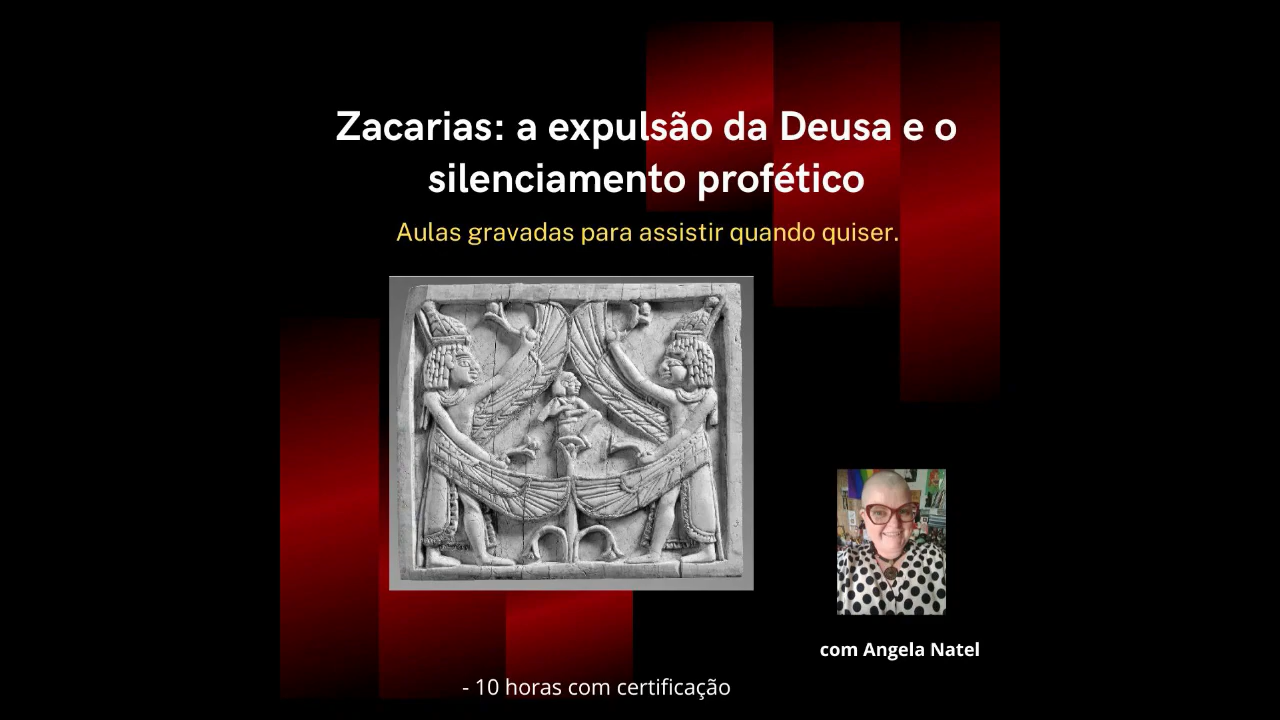 Zacarias: a expulsão da Deusa e o
silenciamento profético
Aulas gravadas para assistir quando quiser.
com Angela Natel
- 10 horas com certificação